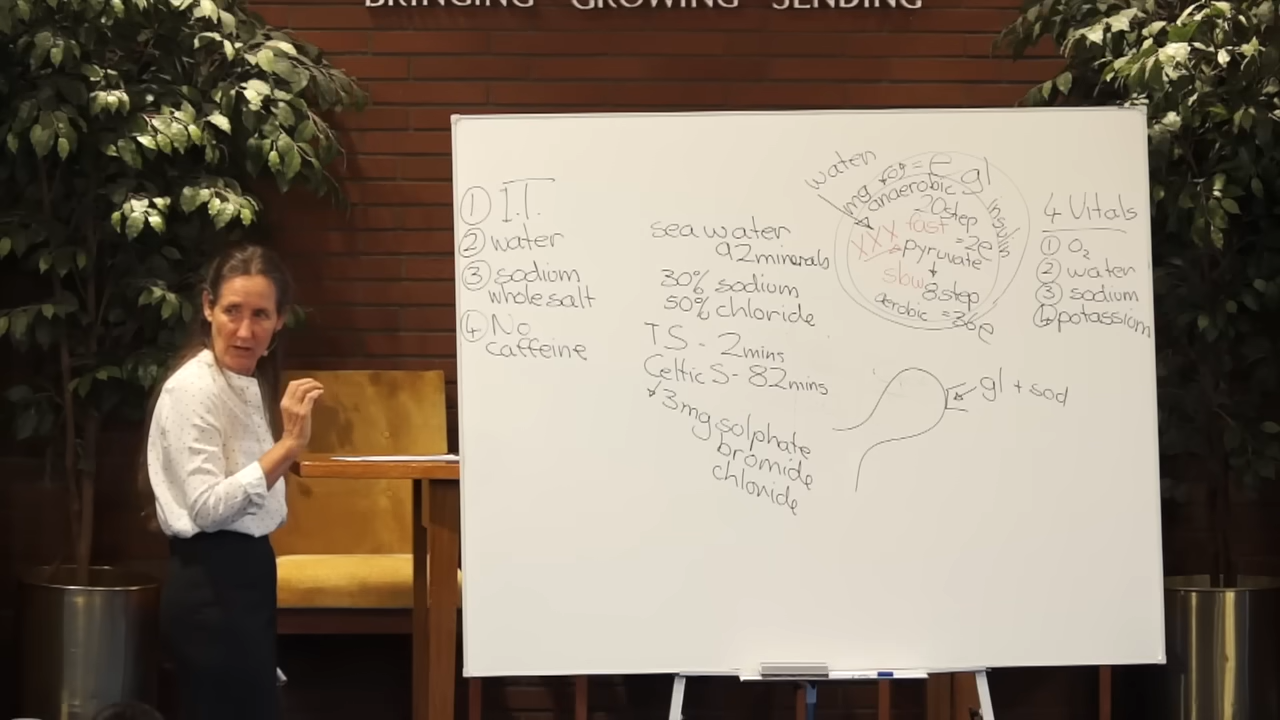 BRINGING GROWING SENDING
① I.T.
② water
③ sodium
whole salt
④ No
caffeine
sea water
92 minerals
30% sodium
50% chloride
TS - 2mins
Celtic S - 82mins
3mg solphate
bromide
chloride
water
mg
= e gl
anaerobic
20step
insulin
fast
= 2e
XXX
pyruvate
slow
8step
aerobic = 36e
gl + sod
4 Vitals
① O₂
② water
③ sodium
④ potassium